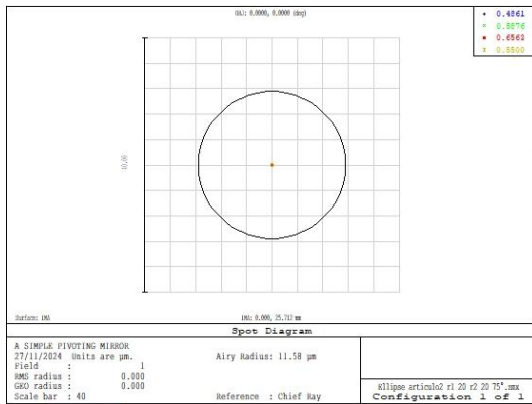 OBJ: 0.0000, 0.0000 (deg)
0.4861
0.5876
0.6563
0.5500
40.00
Surface: IMA
IMA: 0.000, 25.712 mm
Spot Diagram
A SIMPLE PIVOTING MIRROR
27/11/2024 Units are µm. Airy Radius: 11.58 µm
Field : 1
RMS radius : 0.000
GEO radius : 0.000
Scale bar : 40 Reference : Chief Ray
Ellipse articulo2 r1 20 r2 20 75°.zmx
Configuration 1 of 1